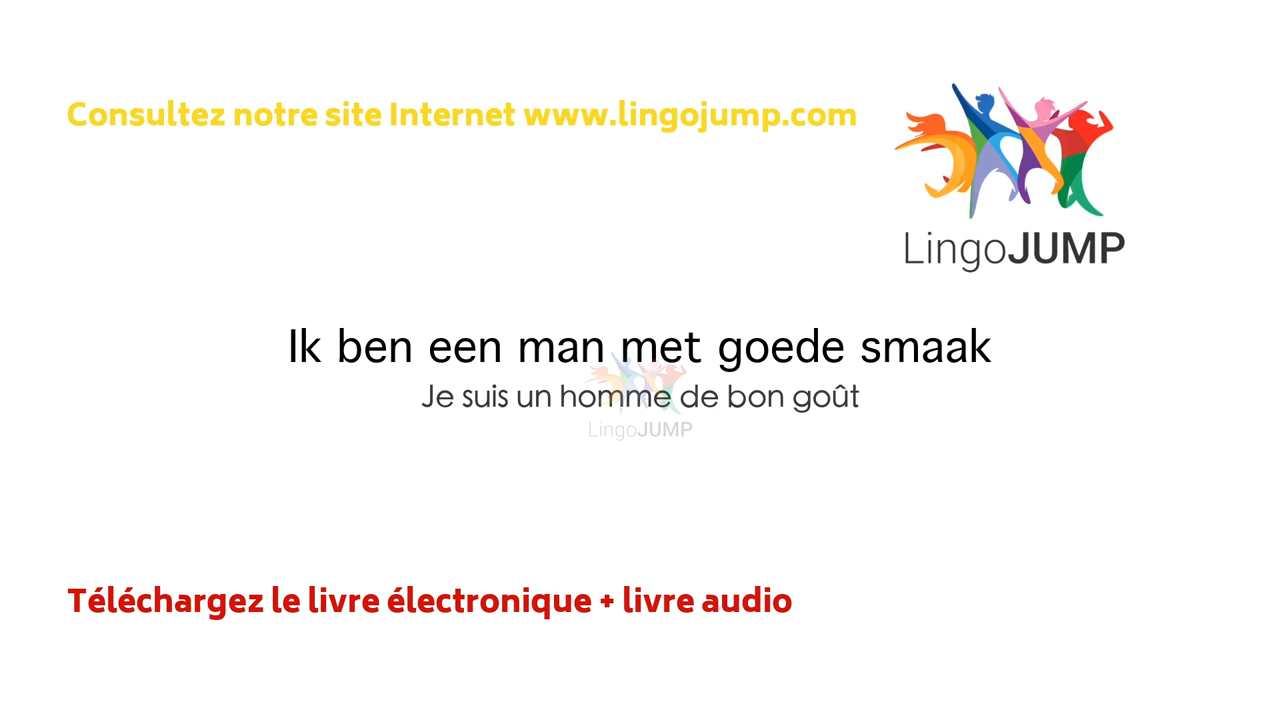 Consultez notre site Internet www.lingojump.com
LingoJUMP
Ik ben een man met goede smaak
Je suis un homme de bon goût
LingoJUMP
Téléchargez le livre électronique + livre audio